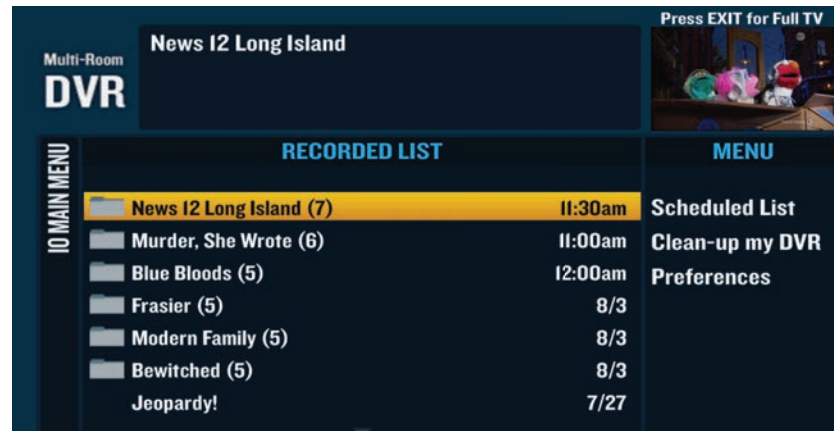 Press EXIT for Full TV
Multi-Room
DVR
News 12 Long Island
IO MAIN MENU
RECORDED LIST
News 12 Long Island (7) 11:30am
Murder, She Wrote (6) 11:00am
Blue Bloods (5) 12:00am
Frasier (5) 8/3
Modern Family (5) 8/3
Bewitched (5) 8/3
Jeopardy! 7/27
MENU
Scheduled List
Clean-up my DVR
Preferences